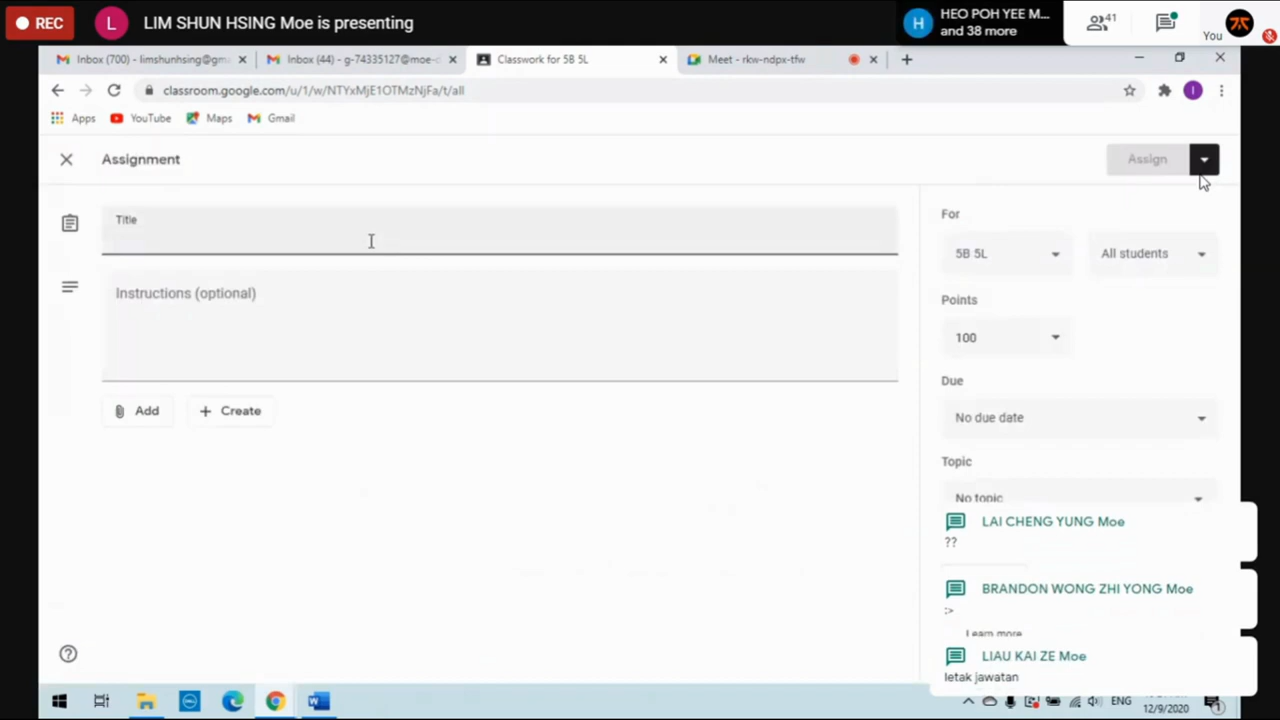 REC
L
LIM SHUN HSING Moe is presenting
H
HEO POH YEE M...
and 38 more
41
You
Inbox (700) - limshunhsing@gm
Inbox (44) - g-74335127@moe-
Classwork for 5B 5L
Meet - rkw-ndpx-tfw
classroom.google.com/u/1/w/NTYxMjE1OTMzNjFa/t/all
Apps
YouTube
Maps
Gmail
Assignment
Assign
Title
For
5B 5L
All students
Instructions (optional)
Points
100
Due
No due date
Add
Create
Topic
No topic
LAI CHENG YUNG Moe
??
BRANDON WONG ZHI YONG Moe
:>
Learn more
LIAU KAI ZE Moe
letak jawatan
ENG
12/9/2020